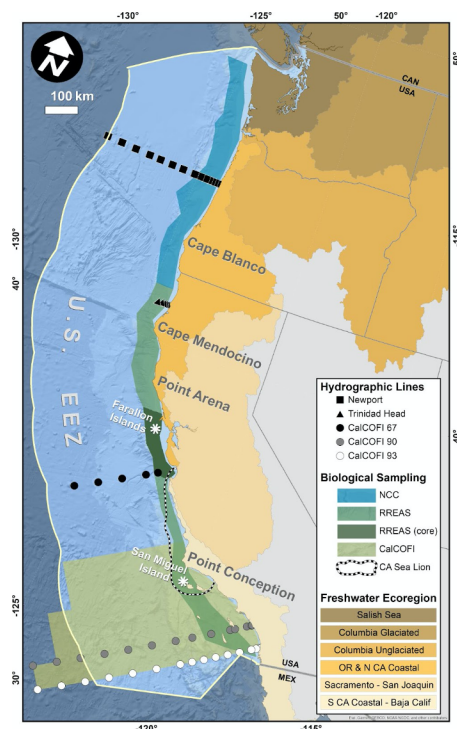 -130° -125° 50° -120°
N
100 km
50°
CAN
USA
-130°
-115°
Cape Blanco
40°
U.S. EEZ
Cape Mendocino
Point Arena
Farallon
Islands
40°
San Miguel
Island
Point Conception
-125°
30°
USA
MEX
-120° -115°
Hydrographic Lines
Newport
Trinidad Head
CalCOFI 67
CalCOFI 90
CalCOFI 93
Biological Sampling
NCC
RREAS
RREAS (core)
CalCOFI
CA Sea Lion
Freshwater Ecoregion
Salish Sea
Columbia Glaciated
Columbia Unglaciated
OR & N CA Coastal
Sacramento - San Joaquin
S CA Coastal - Baja Calif